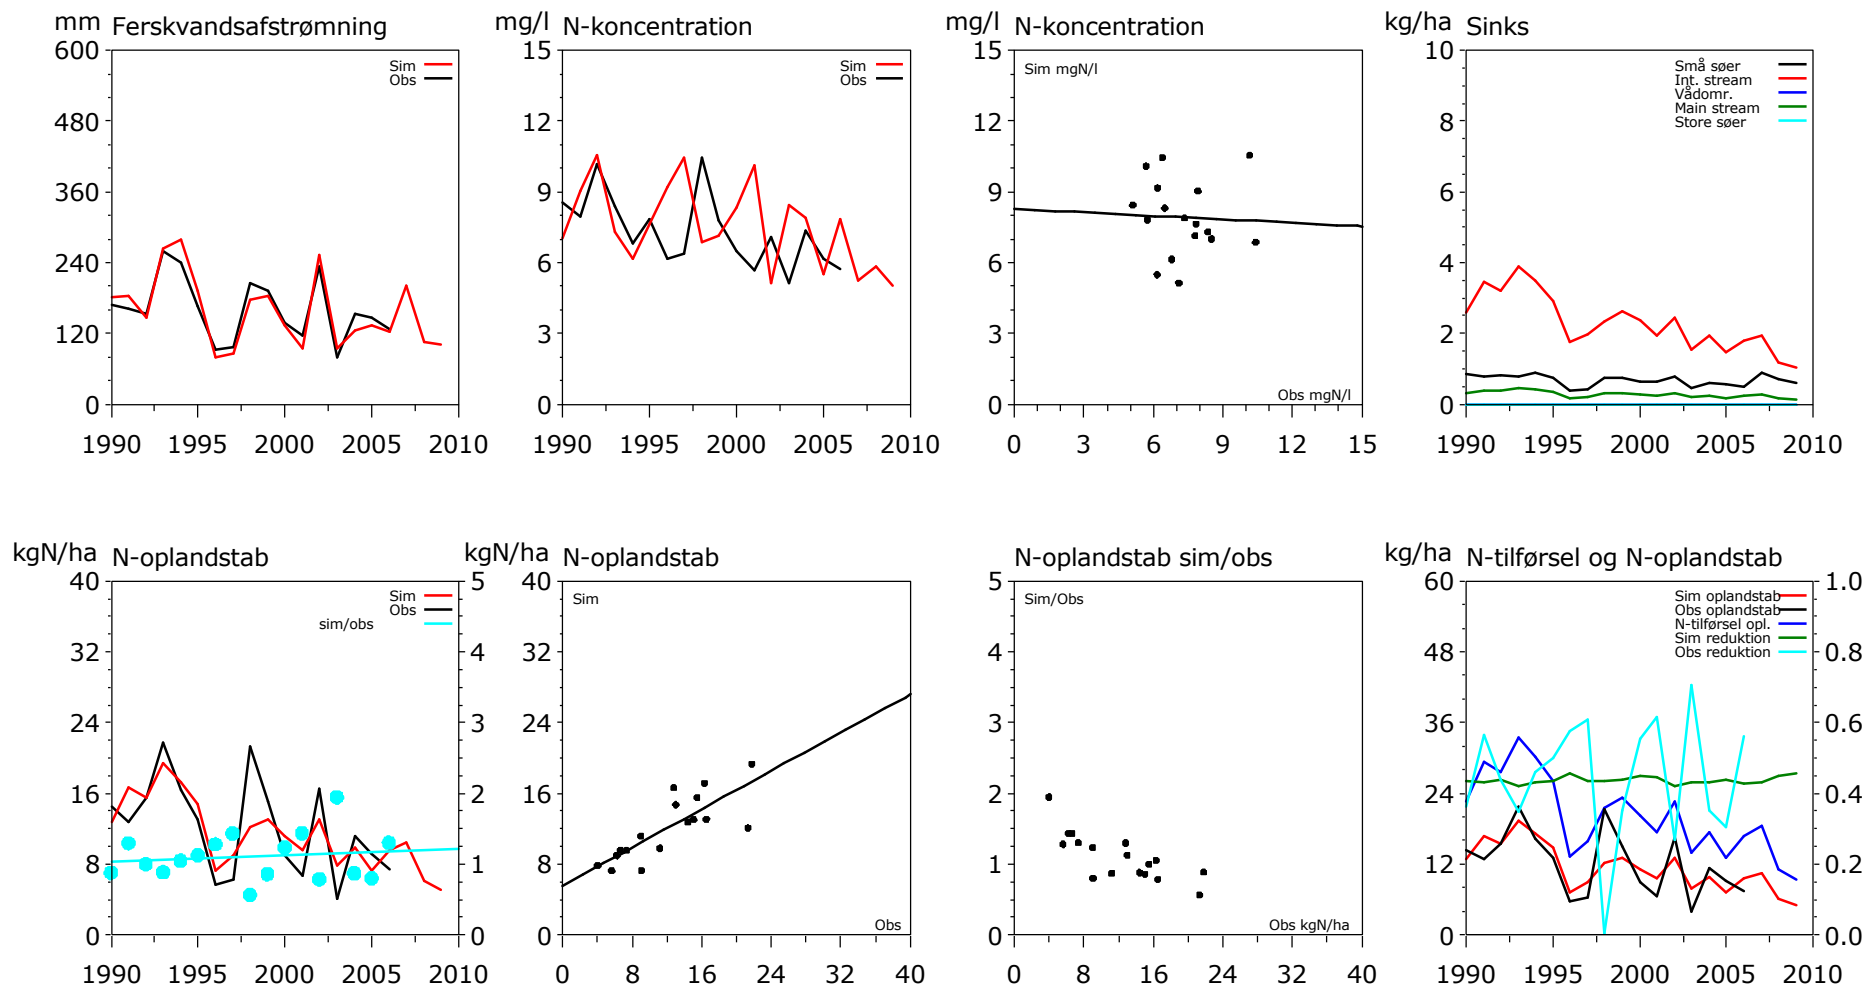 mm Ferskvandsafstrømning
600
480
360
240
120
0
1990 1995 2000 2005 2010
Sim
Obs
mg/l N-koncentration
15
12
9
6
3
0
1990 1995 2000 2005 2010
Sim
Obs
mg/l N-koncentration
15
12
9
6
3
0
0 3 6 9 12 15
Sim mgN/l
Obs mgN/l
kg/ha Sinks
10
8
6
4
2
0
1990 1995 2000 2005 2010
Små søer
Int. stream
Vådomr.
Main stream
Store søer
kgN/ha N-oplandstab
40
32
24
16
8
0
5
4
3
2
1
0
1990 1995 2000 2005 2010
Sim
Obs
sim/obs
kgN/ha N-oplandstab
40
32
24
16
8
0
0 8 16 24 32 40
Sim
Obs
N-oplandstab sim/obs
5
4
3
2
1
0
0 8 16 24 32 40
Sim/Obs
Obs kgN/ha
kg/ha N-tilførsel og N-oplandstab
60
48
36
24
12
0
1.0
0.8
0.6
0.4
0.2
0.0
1990 1995 2000 2005 2010
Sim oplandstab
Obs oplandstab
N-tilførsel opl.
Sim reduktion
Obs reduktion